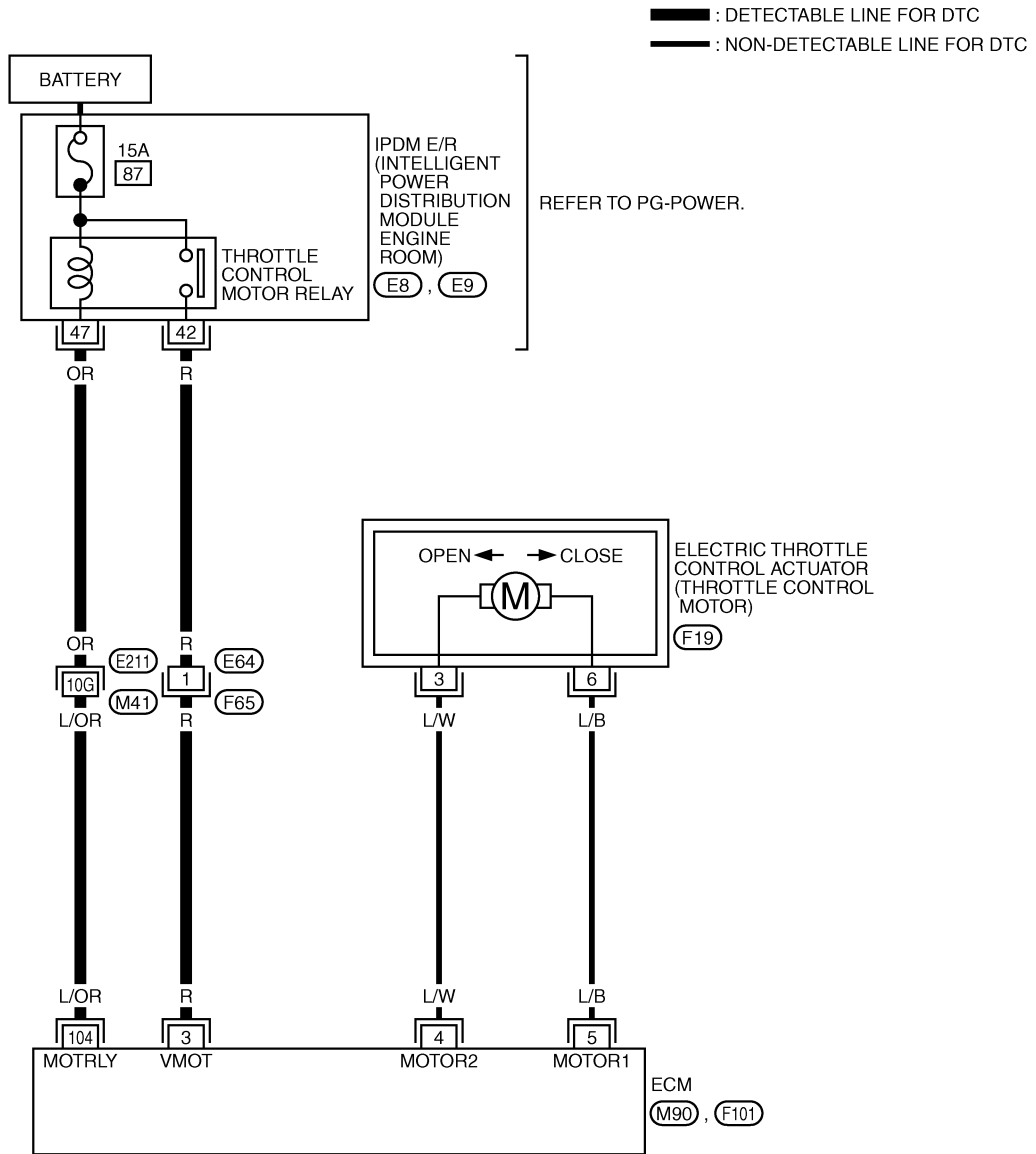 : DETECTABLE LINE FOR DTC
: NON-DETECTABLE LINE FOR DTC
BATTERY
15A
87
IPDM E/R
(INTELLIGENT
POWER
DISTRIBUTION
MODULE
ENGINE
ROOM)
E8 , E9
REFER TO PG-POWER.
THROTTLE
CONTROL
MOTOR RELAY
47 42
OR R
OPEN CLOSE
M
ELECTRIC THROTTLE
CONTROL ACTUATOR
(THROTTLE CONTROL
MOTOR)
F19
OR R
E211 E64
10G 1
M41 F65
L/OR R
3 6
L/W L/B
L/OR R L/W L/B
104 3 4 5
MOTRLY VMOT MOTOR2 MOTOR1
ECM
M90 , F101